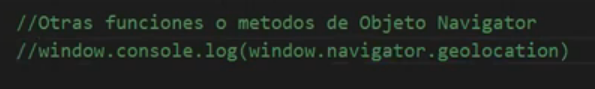 //Otras funciones o metodos de Objeto Navigator
//window.console.log(window.navigator.geolocation)